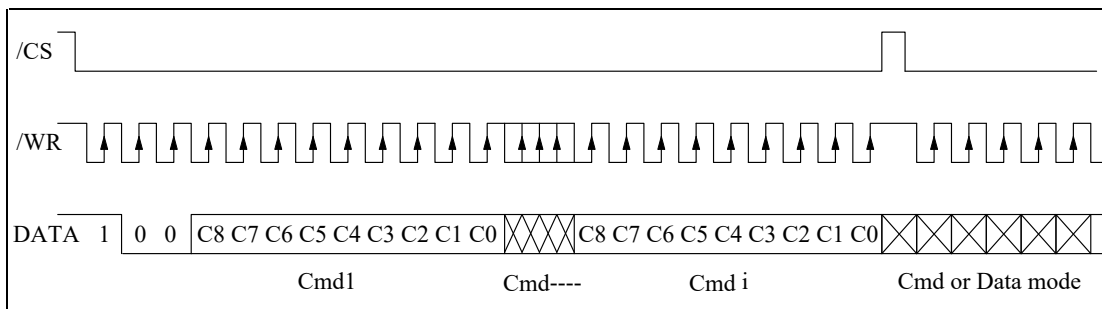 /CS
/WR
DATA 1 0 0 C8 C7 C6 C5 C4 C3 C2 C1 C0 C8 C7 C6 C5 C4 C3 C2 C1 C0
Cmd1 Cmd---- Cmd i Cmd or Data mode